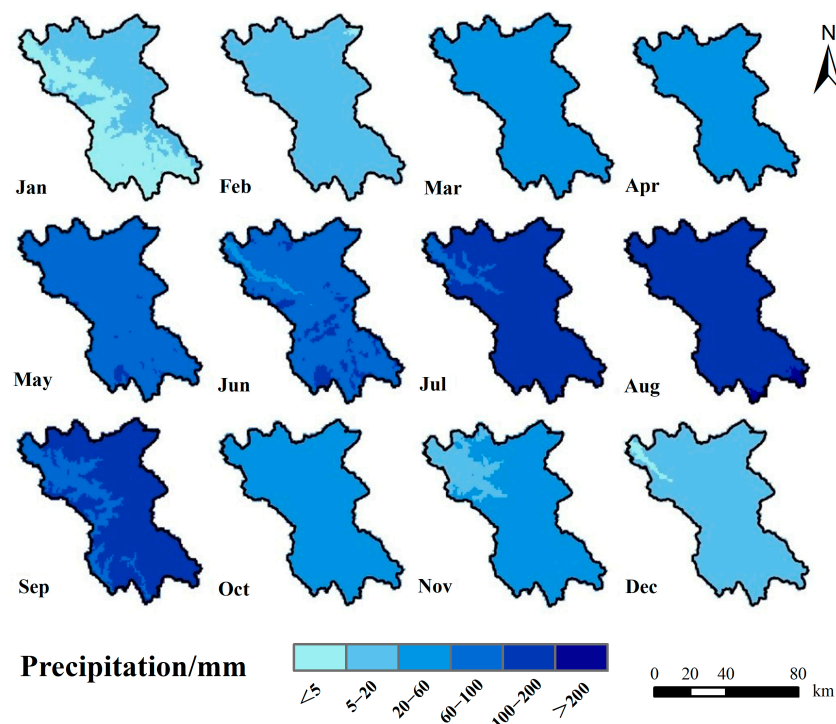 N
Jan
Feb
Mar
Apr
May
Jun
Jul
Aug
Sep
Oct
Nov
Dec
Precipitation/mm
<5
5-20
20-60
60-100
100-200
>200
0 20 40 80
km